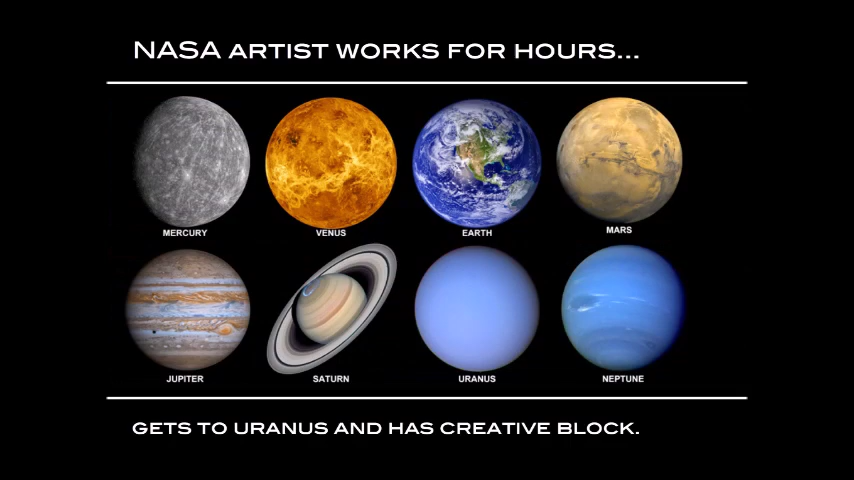 NASA ARTIST WORKS FOR HOURS...
MERCURY VENUS EARTH MARS
JUPITER SATURN URANUS NEPTUNE
GETS TO URANUS AND HAS CREATIVE BLOCK.